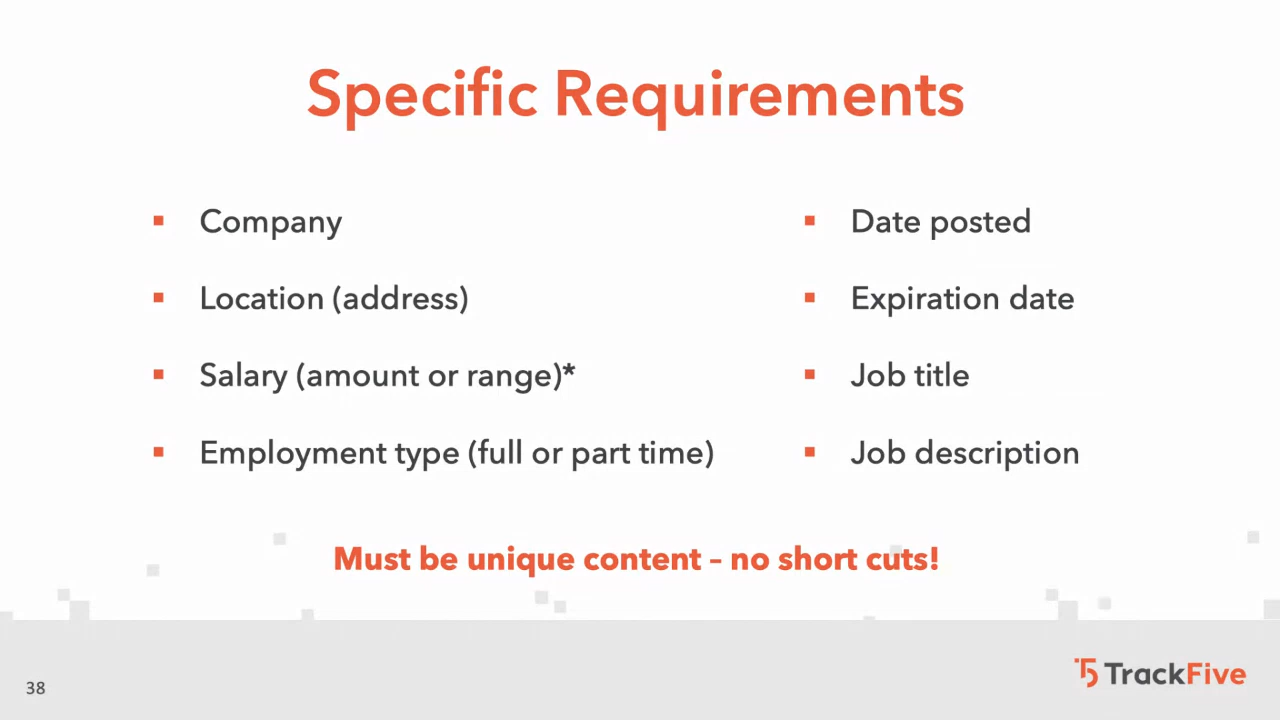 Specific Requirements
▪ Company
▪ Location (address)
▪ Salary (amount or range)*
▪ Employment type (full or part time)
▪ Date posted
▪ Expiration date
▪ Job title
▪ Job description
Must be unique content – no short cuts!
38
TrackFive